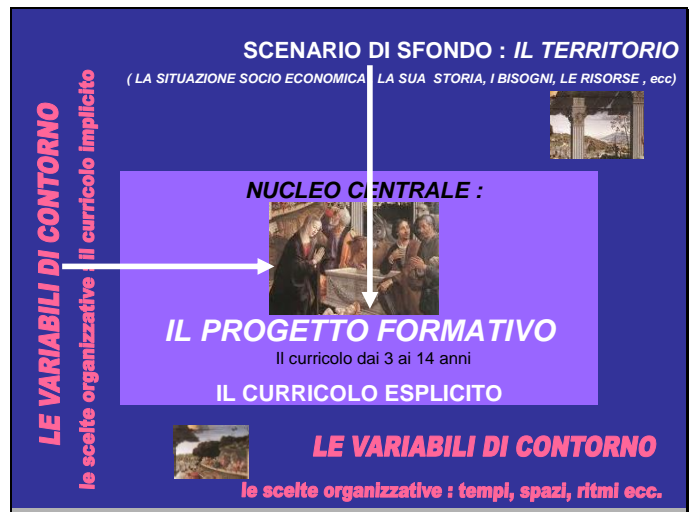 SCENARIO DI SFONDO : IL TERRITORIO
( LA SITUAZIONE SOCIO ECONOMICA LA SUA STORIA, I BISOGNI, LE RISORSE , ecc)
LE VARIABILI DI CONTORNO
le scelte organizzative : il curricolo implicito
NUCLEO CENTRALE :
IL PROGETTO FORMATIVO
Il curricolo dai 3 ai 14 anni
IL CURRICOLO ESPLICITO
LE VARIABILI DI CONTORNO
le scelte organizzative : tempi, spazi, ritmi ecc.